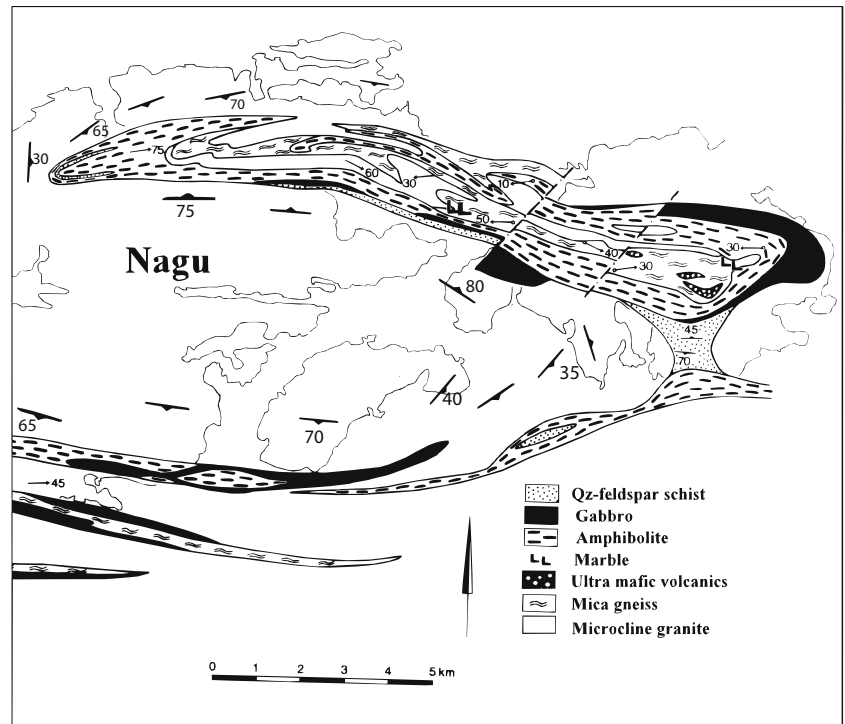 70
65
75
30
60
30
10
75
50
30
40
30
Nagu
80
45
35
70
40
65
70
45
Qz-feldspar schist
Gabbro
Amphibolite
Marble
Ultra mafic volcanics
Mica gneiss
Microcline granite
0 1 2 3 4 5 km